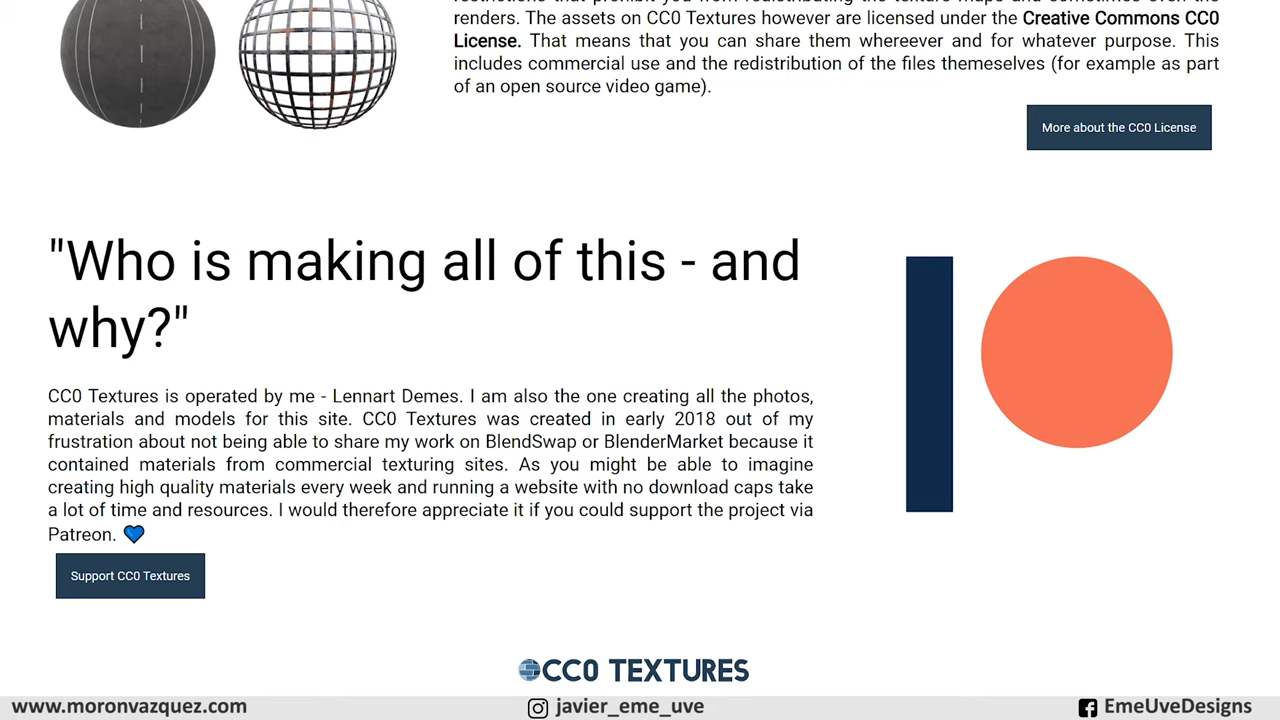 renders. The assets on CC0 Textures however are licensed under the Creative Commons CC0
License. That means that you can share them whereever and for whatever purpose. This
includes commercial use and the redistribution of the files themeselves (for example as part
of an open source video game).
More about the CC0 License
"Who is making all of this - and
why?"
CC0 Textures is operated by me - Lennart Demes. I am also the one creating all the photos,
materials and models for this site. CC0 Textures was created in early 2018 out of my
frustration about not being able to share my work on BlendSwap or BlenderMarket because it
contained materials from commercial texturing sites. As you might be able to imagine
creating high quality materials every week and running a website with no download caps take
a lot of time and resources. I would therefore appreciate it if you could support the project via
Patreon. 💙
Support CC0 Textures
CC0 TEXTURES
www.moronvazquez.com
javier_eme_uve
EmeUveDesigns